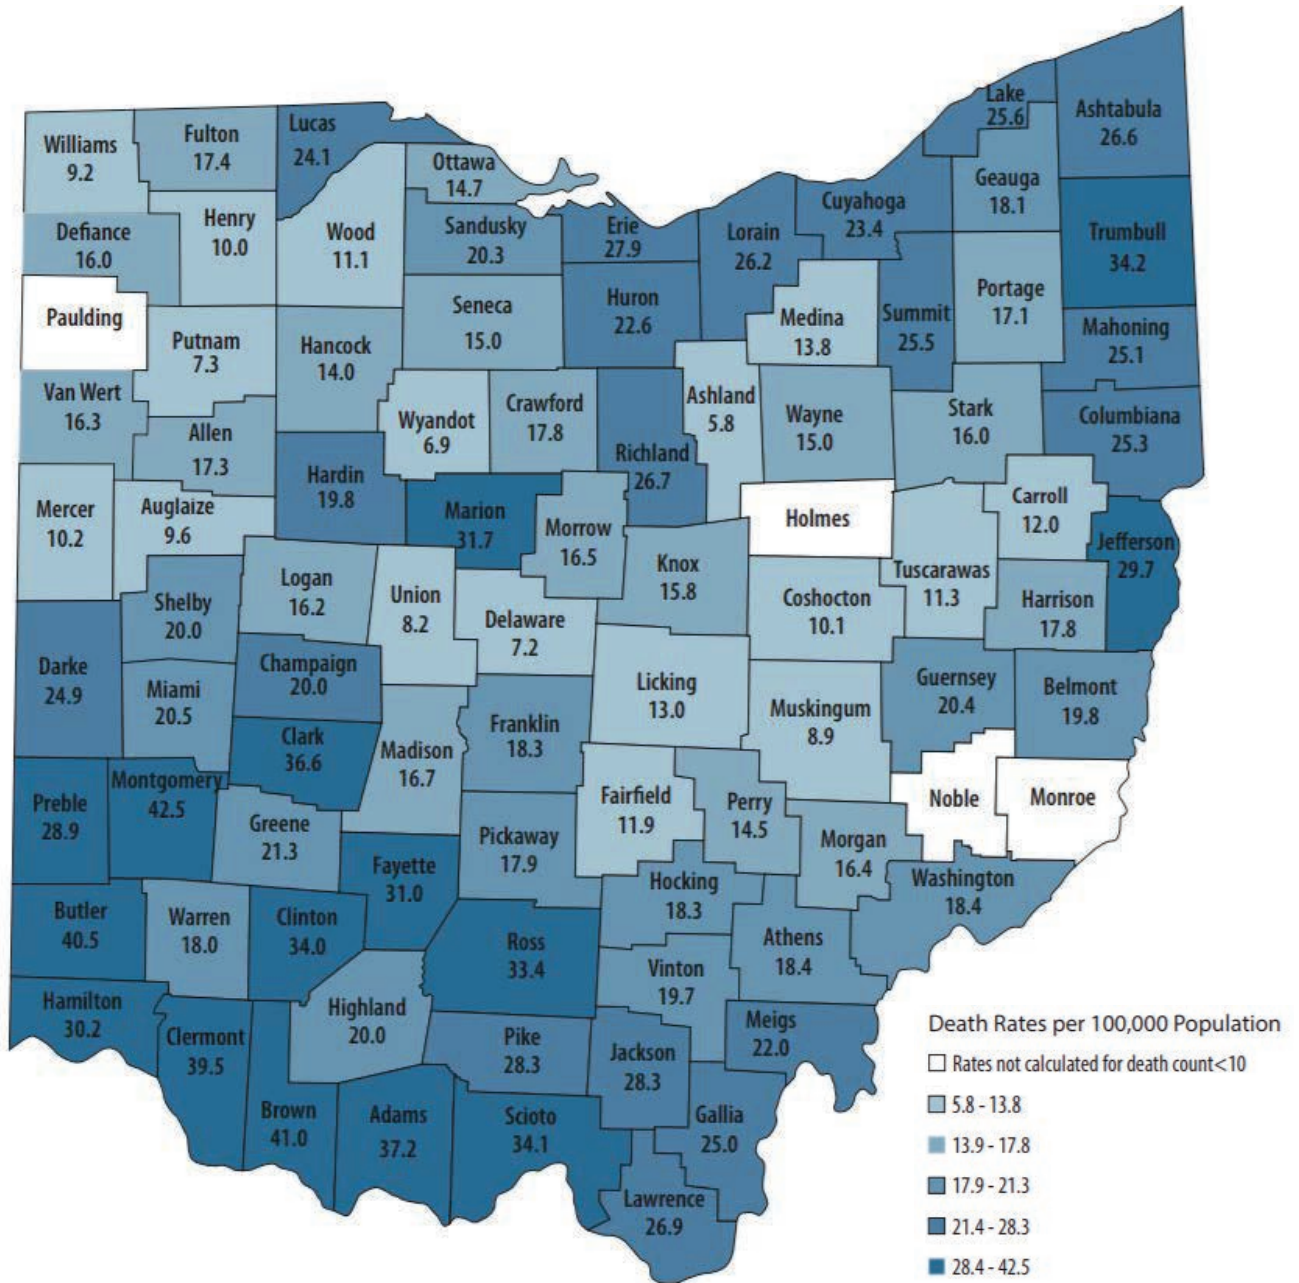 Williams
9.2
Fulton
17.4
Lucas
24.1
Ottawa
14.7
Lake
25.6
Ashtabula
26.6
Geauga
18.1
Defiance
16.0
Henry
10.0
Wood
11.1
Sandusky
20.3
Erie
27.9
Lorain
26.2
Cuyahoga
23.4
Trumbull
34.2
Paulding
Putnam
7.3
Hancock
14.0
Seneca
15.0
Huron
22.6
Medina
13.8
Summit
25.5
Portage
17.1
Mahoning
25.1
Van Wert
16.3
Allen
17.3
Wyandot
6.9
Crawford
17.8
Richland
26.7
Ashland
5.8
Wayne
15.0
Stark
16.0
Columbiana
25.3
Mercer
10.2
Auglaize
9.6
Hardin
19.8
Marion
31.7
Morrow
16.5
Knox
15.8
Holmes
Carroll
12.0
Jefferson
29.7
Shelby
20.0
Logan
16.2
Union
8.2
Delaware
7.2
Coshocton
10.1
Tuscarawas
11.3
Harrison
17.8
Darke
24.9
Miami
20.5
Champaign
20.0
Clark
36.6
Madison
16.7
Franklin
18.3
Licking
13.0
Muskingum
8.9
Guernsey
20.4
Belmont
19.8
Preble
28.9
Montgomery
42.5
Greene
21.3
Fayette
31.0
Pickaway
17.9
Fairfield
11.9
Perry
14.5
Morgan
16.4
Noble
Monroe
Washington
18.4
Butler
40.5
Warren
18.0
Clinton
34.0
Ross
33.4
Hocking
18.3
Athens
18.4
Vinton
19.7
Hamilton
30.2
Clermont
39.5
Highland
20.0
Pike
28.3
Jackson
28.3
Meigs
22.0
Brown
41.0
Adams
37.2
Scioto
34.1
Gallia
25.0
Lawrence
26.9
Death Rates per 100,000 Population
Rates not calculated for death count<10
5.8 - 13.8
13.9 - 17.8
17.9 - 21.3
21.4 - 28.3
28.4 - 42.5